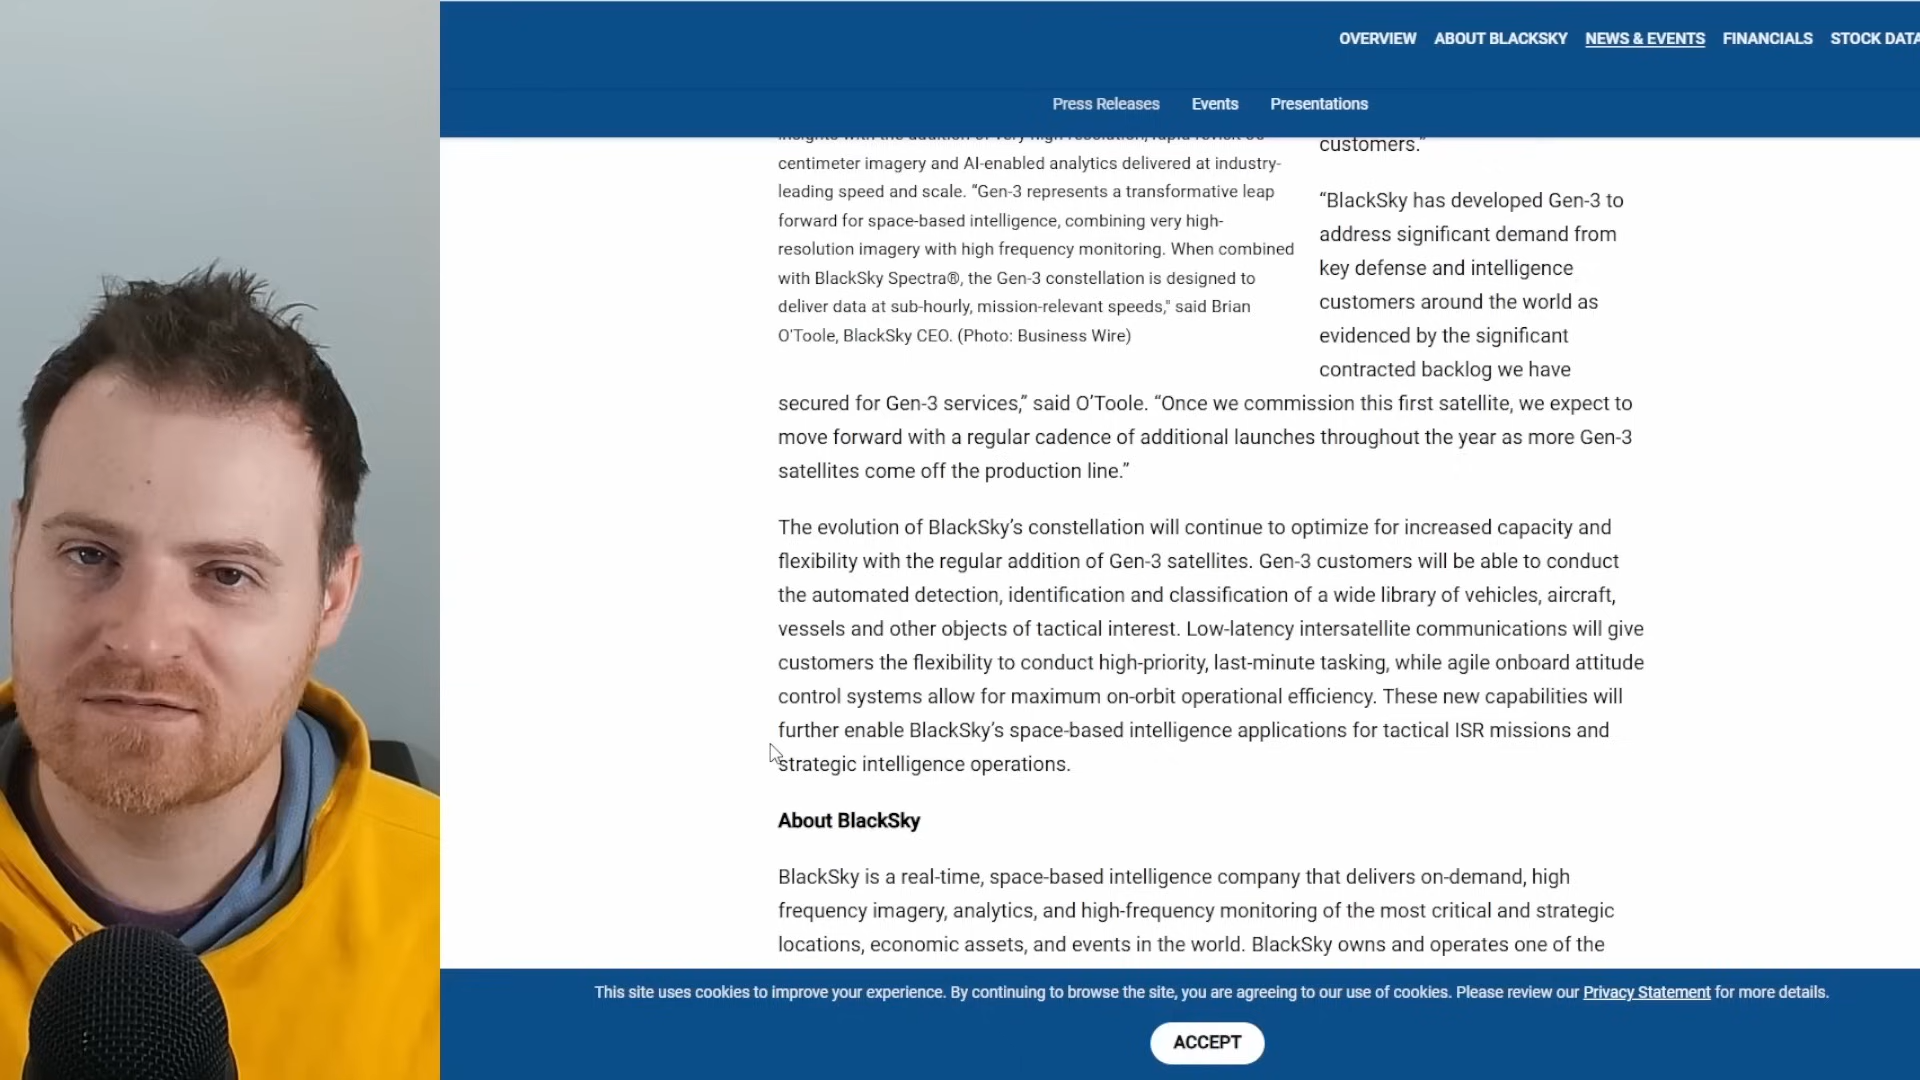 OVERVIEW ABOUT BLACKSKY NEWS & EVENTS FINANCIALS STOCK DATA
Press Releases Events Presentations
insights with the addition of very high-resolution, rapid revisit
centimeter imagery and AI-enabled analytics delivered at industry-
leading speed and scale. “Gen-3 represents a transformative leap
forward for space-based intelligence, combining very high-
resolution imagery with high frequency monitoring. When combined
with BlackSky Spectra®, the Gen-3 constellation is designed to
deliver data at sub-hourly, mission-relevant speeds," said Brian
O'Toole, BlackSky CEO. (Photo: Business Wire)
customers.”
“BlackSky has developed Gen-3 to
address significant demand from
key defense and intelligence
customers around the world as
evidenced by the significant
contracted backlog we have
secured for Gen-3 services,” said O’Toole. “Once we commission this first satellite, we expect to
move forward with a regular cadence of additional launches throughout the year as more Gen-3
satellites come off the production line.”
The evolution of BlackSky’s constellation will continue to optimize for increased capacity and
flexibility with the regular addition of Gen-3 satellites. Gen-3 customers will be able to conduct
the automated detection, identification and classification of a wide library of vehicles, aircraft,
vessels and other objects of tactical interest. Low-latency intersatellite communications will give
customers the flexibility to conduct high-priority, last-minute tasking, while agile onboard attitude
control systems allow for maximum on-orbit operational efficiency. These new capabilities will
further enable BlackSky’s space-based intelligence applications for tactical ISR missions and
strategic intelligence operations.
About BlackSky
BlackSky is a real-time, space-based intelligence company that delivers on-demand, high
frequency imagery, analytics, and high-frequency monitoring of the most critical and strategic
locations, economic assets, and events in the world. BlackSky owns and operates one of the
This site uses cookies to improve your experience. By continuing to browse the site, you are agreeing to our use of cookies. Please review our Privacy Statement for more details.
ACCEPT